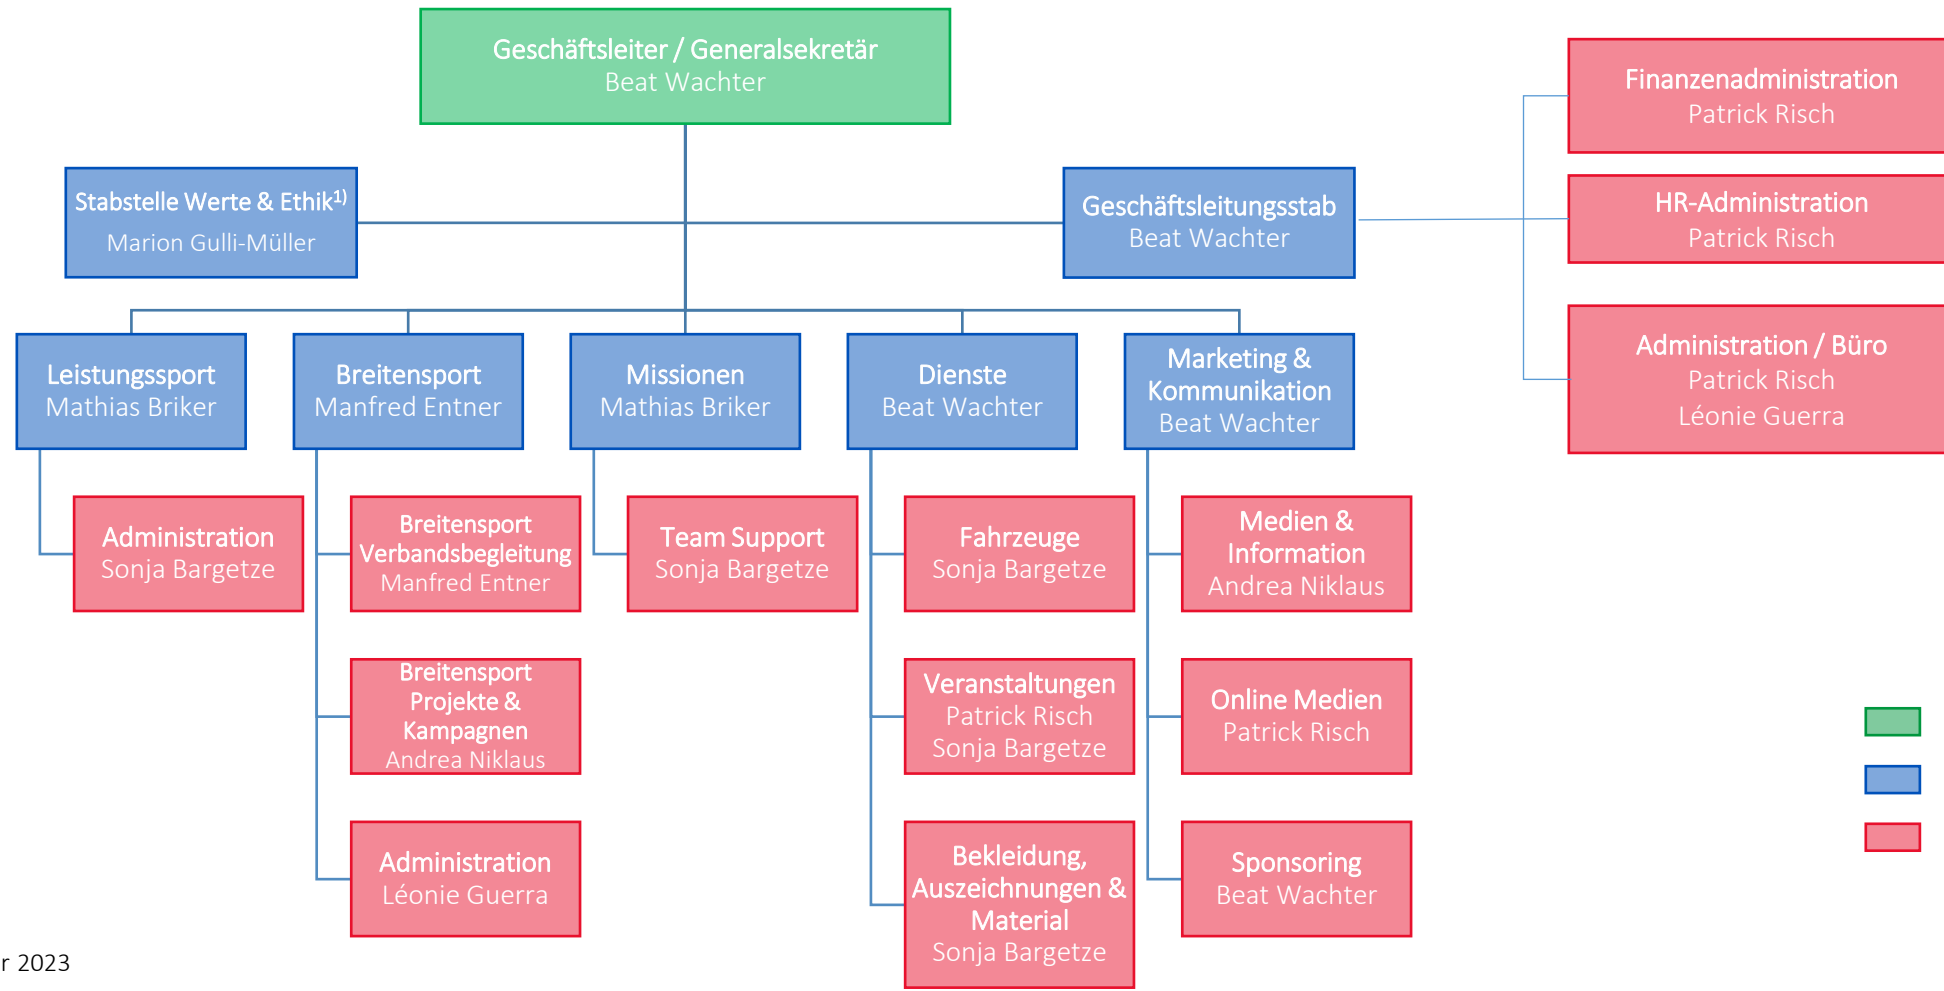 Geschäftsleiter / Generalsekretär
Beat Wachter
Finanzenadministration
Patrick Risch
Stabstelle Werte & Ethik¹⁾
Marion Gulli-Müller
Geschäftsleitungsstab
Beat Wachter
HR-Administration
Patrick Risch
Administration / Büro
Patrick Risch
Léonie Guerra
Leistungssport
Mathias Briker
Breitensport
Manfred Entner
Missionen
Mathias Briker
Dienste
Beat Wachter
Marketing &
Kommunikation
Beat Wachter
Administration
Sonja Bargetze
Breitensport
Verbandsbegleitung
Manfred Entner
Team Support
Sonja Bargetze
Fahrzeuge
Sonja Bargetze
Medien &
Information
Andrea Niklaus
Breitensport
Projekte &
Kampagnen
Andrea Niklaus
Veranstaltungen
Patrick Risch
Sonja Bargetze
Online Medien
Patrick Risch
Administration
Léonie Guerra
Bekleidung,
Auszeichnungen &
Material
Sonja Bargetze
Sponsoring
Beat Wachter
r 2023